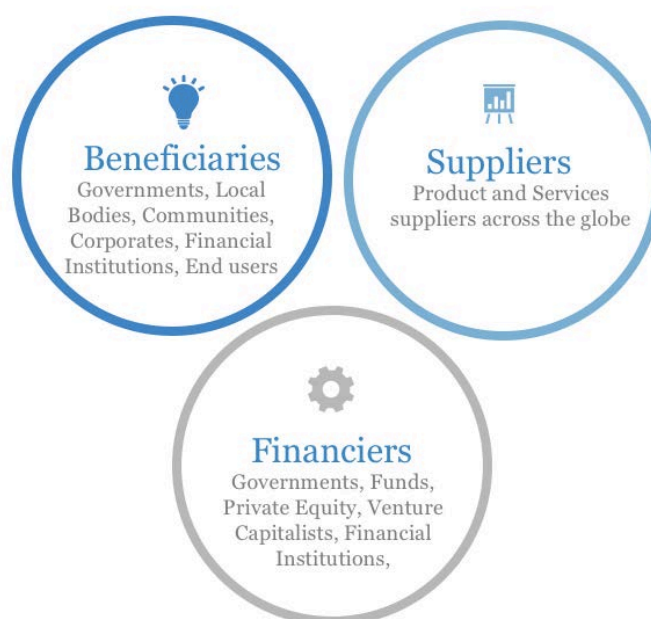 Beneficiaries
Governments, Local
Bodies, Communities,
Corporates, Financial
Institutions, End users
Suppliers
Product and Services
suppliers across the globe
Financiers
Governments, Funds,
Private Equity, Venture
Capitalists, Financial
Institutions,